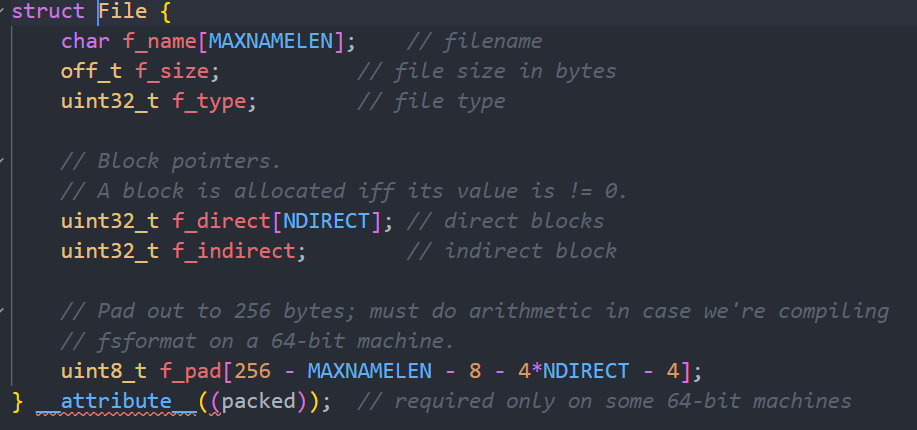 struct File {
    char f_name[MAXNAMELEN];    // filename
    off_t f_size;           // file size in bytes
    uint32_t f_type;        // file type

    // Block pointers.
    // A block is allocated iff its value is != 0.
    uint32_t f_direct[NDIRECT]; // direct blocks
    uint32_t f_indirect;        // indirect block

    // Pad out to 256 bytes; must do arithmetic in case we're compiling
    // fsformat on a 64-bit machine.
    uint8_t f_pad[256 - MAXNAMELEN - 8 - 4*NDIRECT - 4];
} __attribute__((packed));  // required only on some 64-bit machines